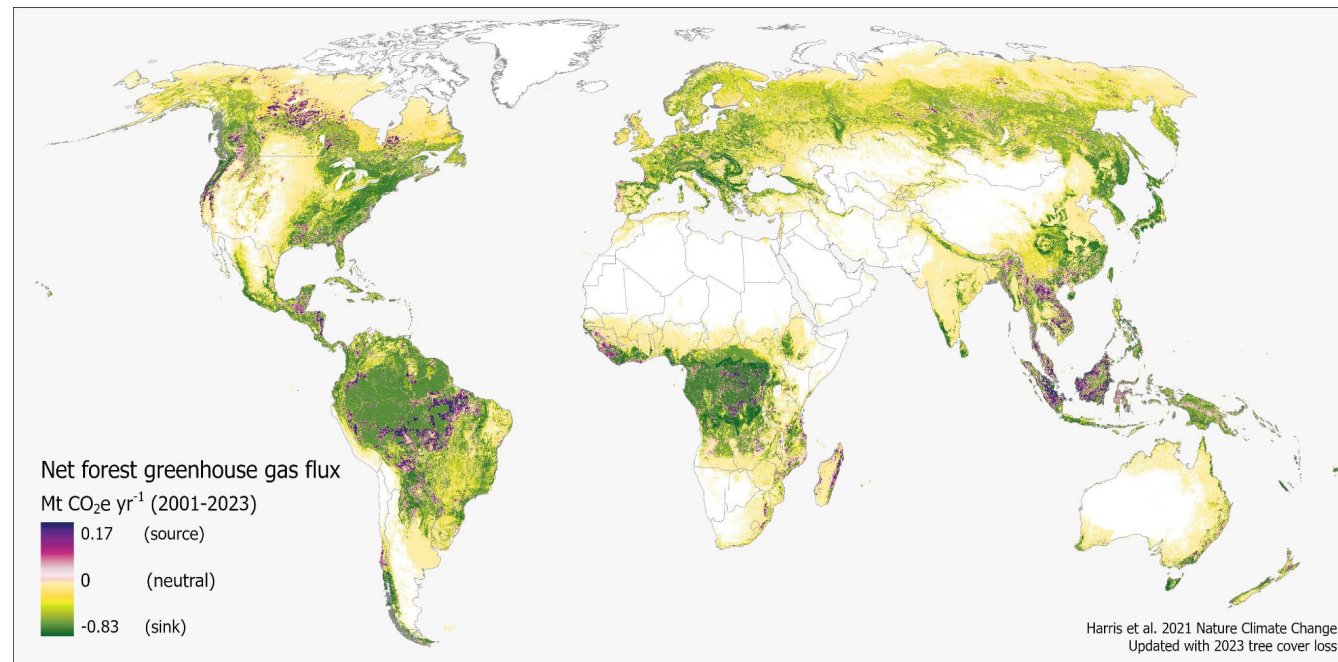 Net forest greenhouse gas flux
Mt CO₂e yr⁻¹ (2001-2023)
0.17 (source)
0 (neutral)
-0.83 (sink)
Harris et al. 2021 Nature Climate Change
Updated with 2023 tree cover loss